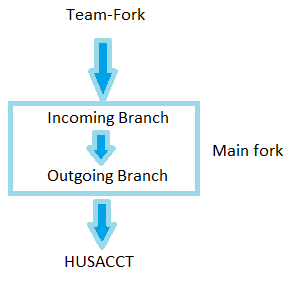 Team-Fork
Incoming Branch
Main fork
Outgoing Branch
HUSACCT